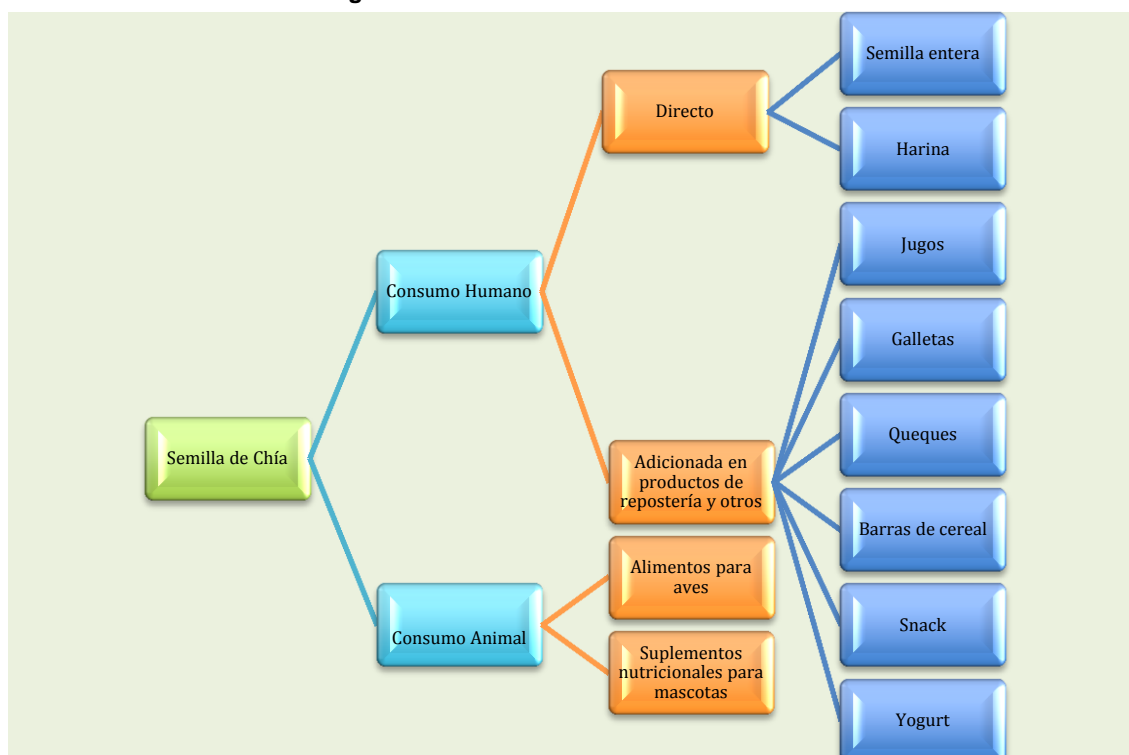 Semilla entera
Directo
Harina
Jugos
Consumo Humano
Galletas
Queques
Semilla de Chía
Adicionada en
productos de
repostería y otros
Barras de cereal
Alimentos para
aves
Consumo Animal
Snack
Suplementos
nutricionales para
mascotas
Yogurt